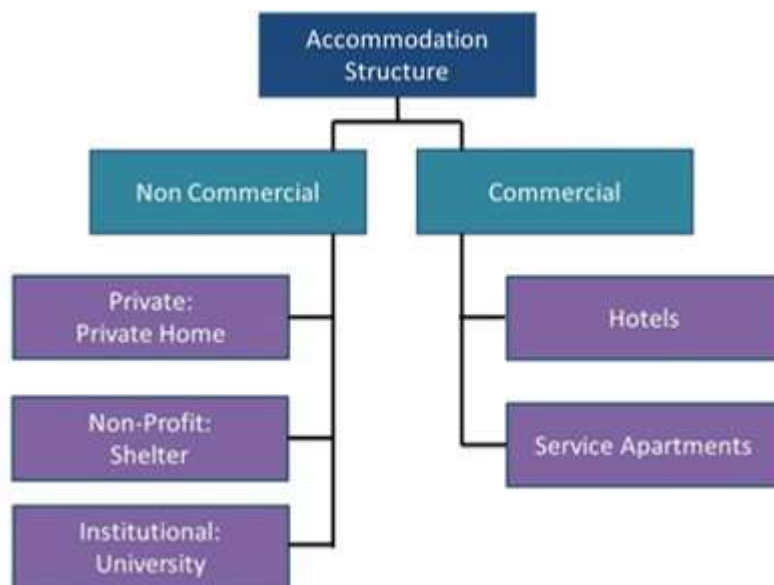 Accommodation
Structure
Non Commercial
Commercial
Private:
Private Home
Non-Profit:
Shelter
Institutional:
University
Hotels
Service Apartments